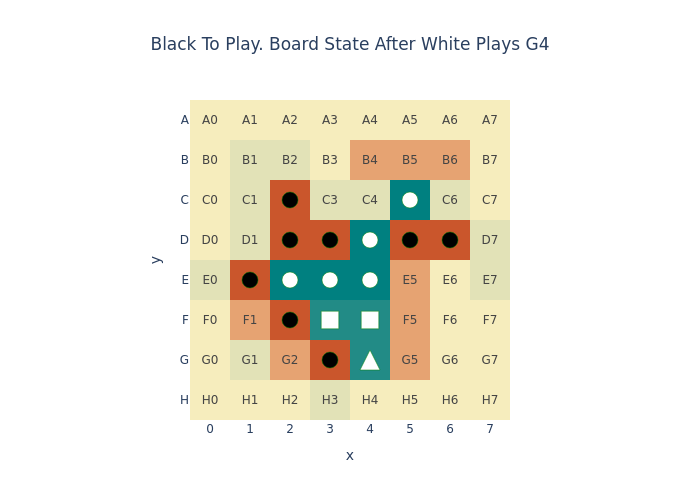 Black To Play. Board State After White Plays G4
A A0 A1 A2 A3 A4 A5 A6 A7
B B0 B1 B2 B3 B4 B5 B6 B7
C C0 C1 C3 C4 C6 C7
D D0 D1 D7
E E0 E5 E6 E7
F F0 F1 F5 F6 F7
G G0 G1 G2 G5 G6 G7
H H0 H1 H2 H3 H4 H5 H6 H7
0 1 2 3 4 5 6 7
x
y